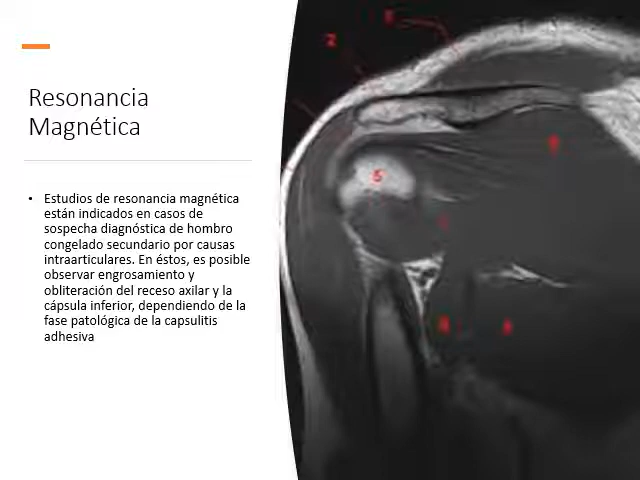 Resonancia
Magnética
• Estudios de resonancia magnética
están indicados en casos de
sospecha diagnóstica de hombro
congelado secundario por causas
intraarticulares. En éstos, es posible
observar engrosamiento y
obliteración del receso axilar y la
cápsula inferior, dependiendo de la
fase patológica de la capsulitis
adhesiva
2
5